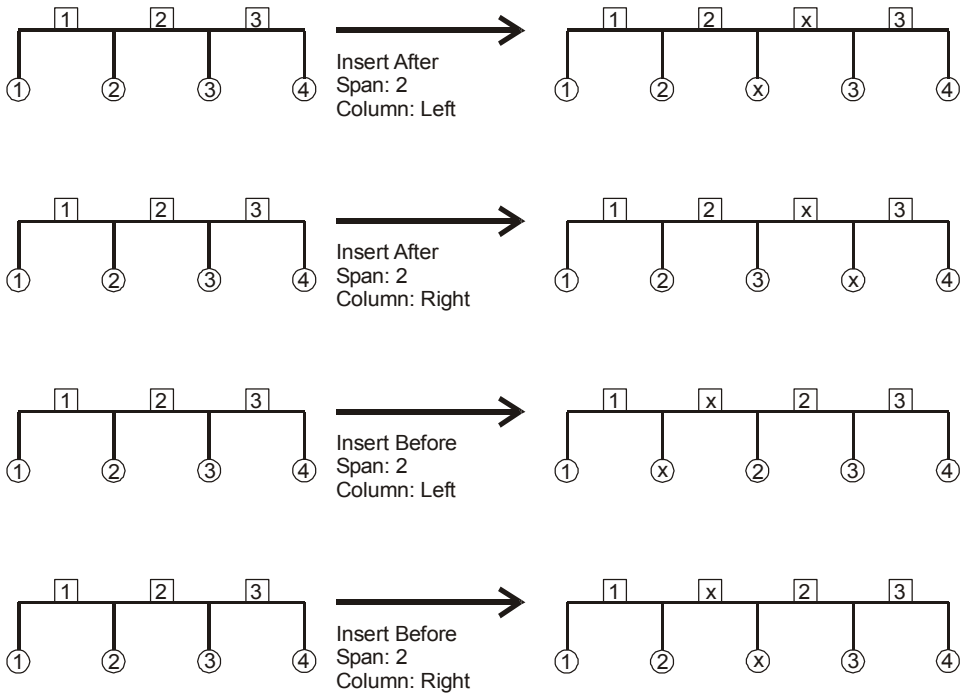 1 2 3 1 2 x 3
Insert After
Span: 2
Column: Left
1 2 3 4 1 2 x 3 4
1 2 3 1 2 x 3
Insert After
Span: 2
Column: Right
1 2 3 4 1 2 3 x 4
1 2 3 1 x 2 3
Insert Before
Span: 2
Column: Left
1 2 3 4 1 x 2 3 4
1 2 3 1 x 2 3
Insert Before
Span: 2
Column: Right
1 2 3 4 1 2 x 3 4